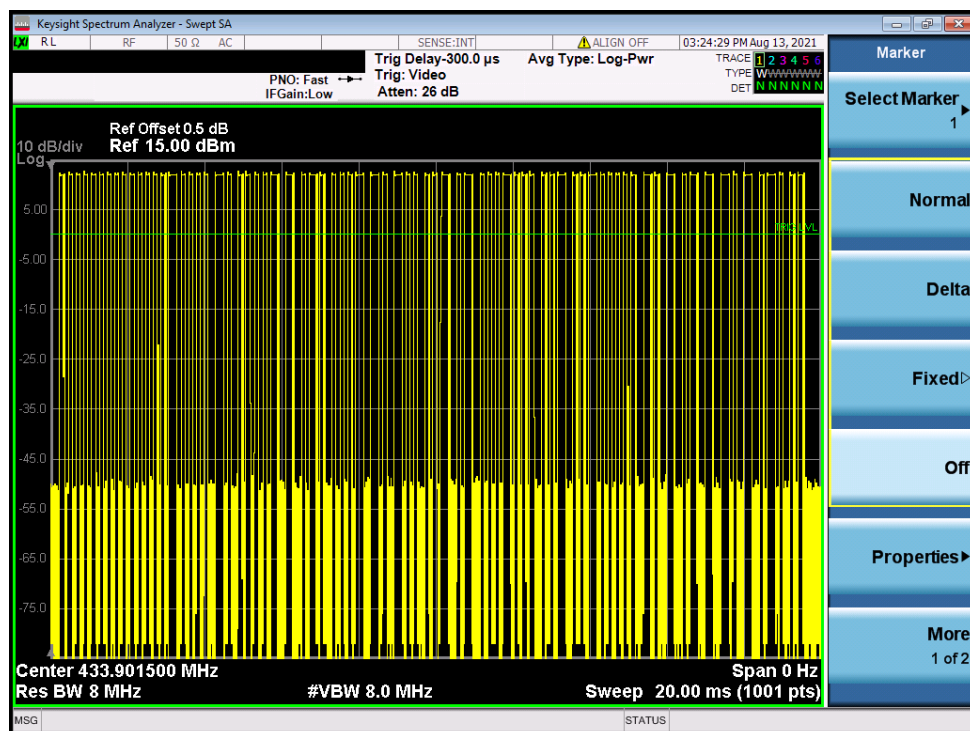 Keysight Spectrum Analyzer - Swept SA
LXI RL RF 50 Ω AC SENSE:INT ALIGN OFF 03:24:29 PM Aug 13, 2021
PNO: Fast
IFGain:Low
Trig Delay-300.0 µs
Trig: Video
Atten: 26 dB
Avg Type: Log-Pwr
TRACE 1 2 3 4 5 6
TYPE WWWWWW
DET N N N N N N
Ref Offset 0.5 dB
10 dB/div Ref 15.00 dBm
Log
5.00
TRIG LVL
-5.00
-15.0
-25.0
-35.0
-45.0
-55.0
-65.0
-75.0
Center 433.901500 MHz Span 0 Hz
Res BW 8 MHz #VBW 8.0 MHz Sweep 20.00 ms (1001 pts)
MSG STATUS
Marker
Select Marker
1
Normal
Delta
Fixed
Off
Properties
More
1 of 2